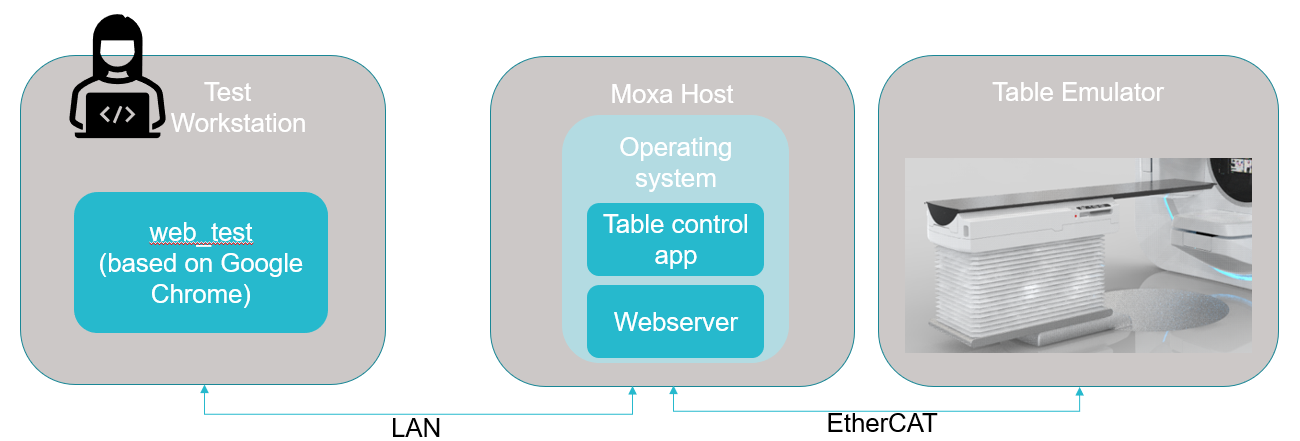 Test
Workstation
</>
web_test
(based on Google
Chrome)
Moxa Host
Operating
system
Table control
app
Webserver
Table Emulator
LAN
EtherCAT